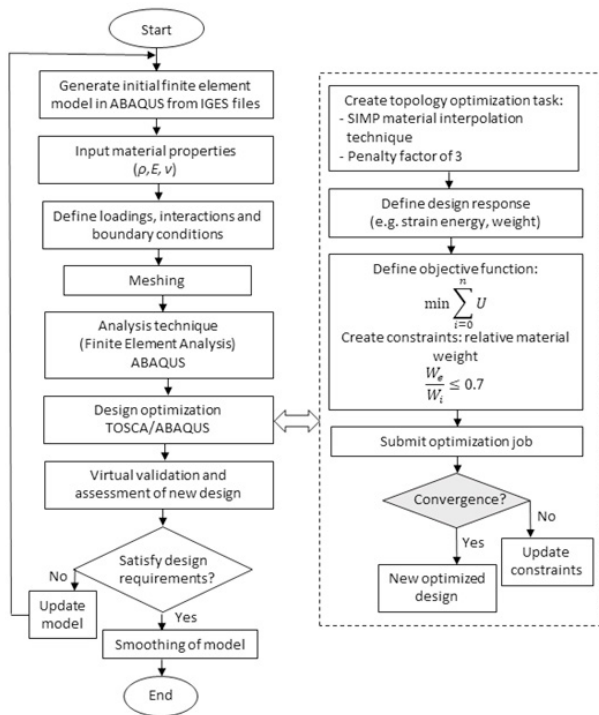 Start
Generate initial finite element
model in ABAQUS from IGES files
Input material properties
(ρ, E, ν)
Define loadings, interactions and
boundary conditions
Meshing
Analysis technique
(Finite Element Analysis)
ABAQUS
Design optimization
TOSCA/ABAQUS
Virtual validation and
assessment of new design
Satisfy design
requirements?
No
Update
model
Yes
Smoothing of model
End
Create topology optimization task:
- SIMP material interpolation
technique
- Penalty factor of 3
Define design response
(e.g. strain energy, weight)
Define objective function:
min ∑_{i=0}^{n} U
Create constraints: relative material
weight
W_e/W_i ≤ 0.7
Submit optimization job
Convergence?
No
Yes
Update
constraints
New optimized
design